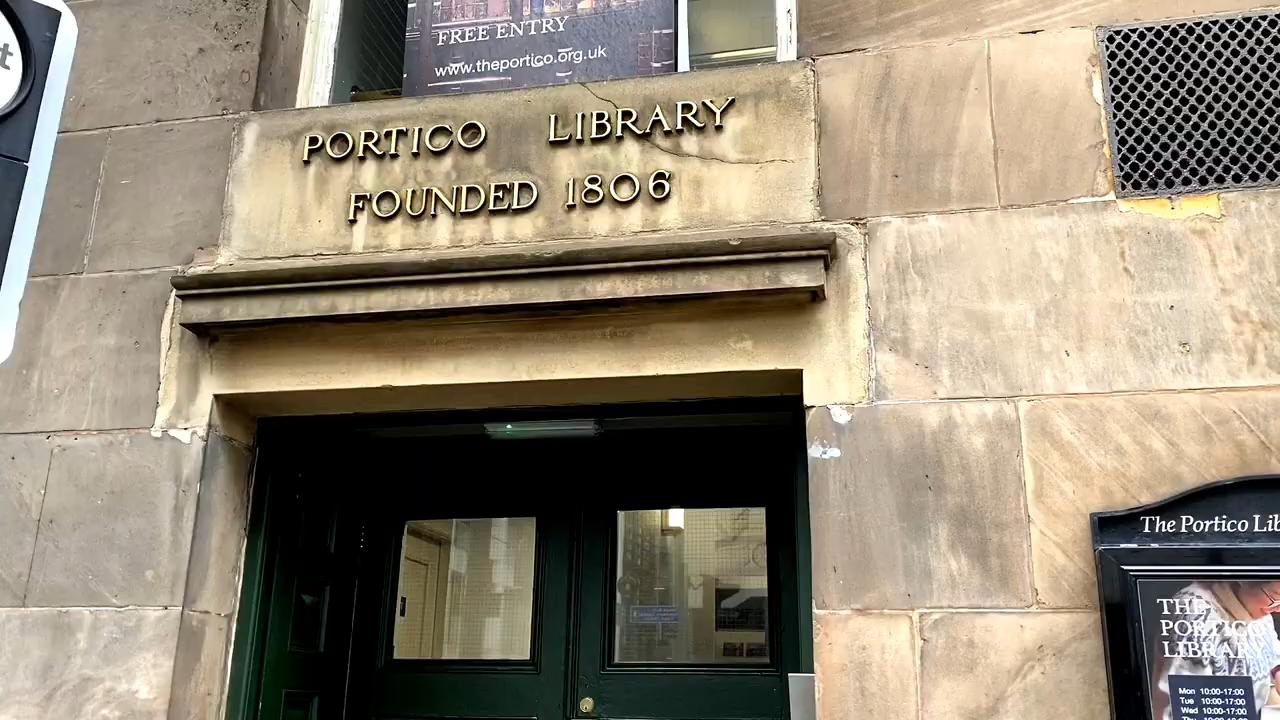 FREE ENTRY
www.theportico.org.uk
PORTICO LIBRARY
FOUNDED 1806
The Portico Lib
THE
PORTICO
LIBRARY
Mon 10:00-17:00
Tue 10:00-17:00
Wed 10:00-17:00